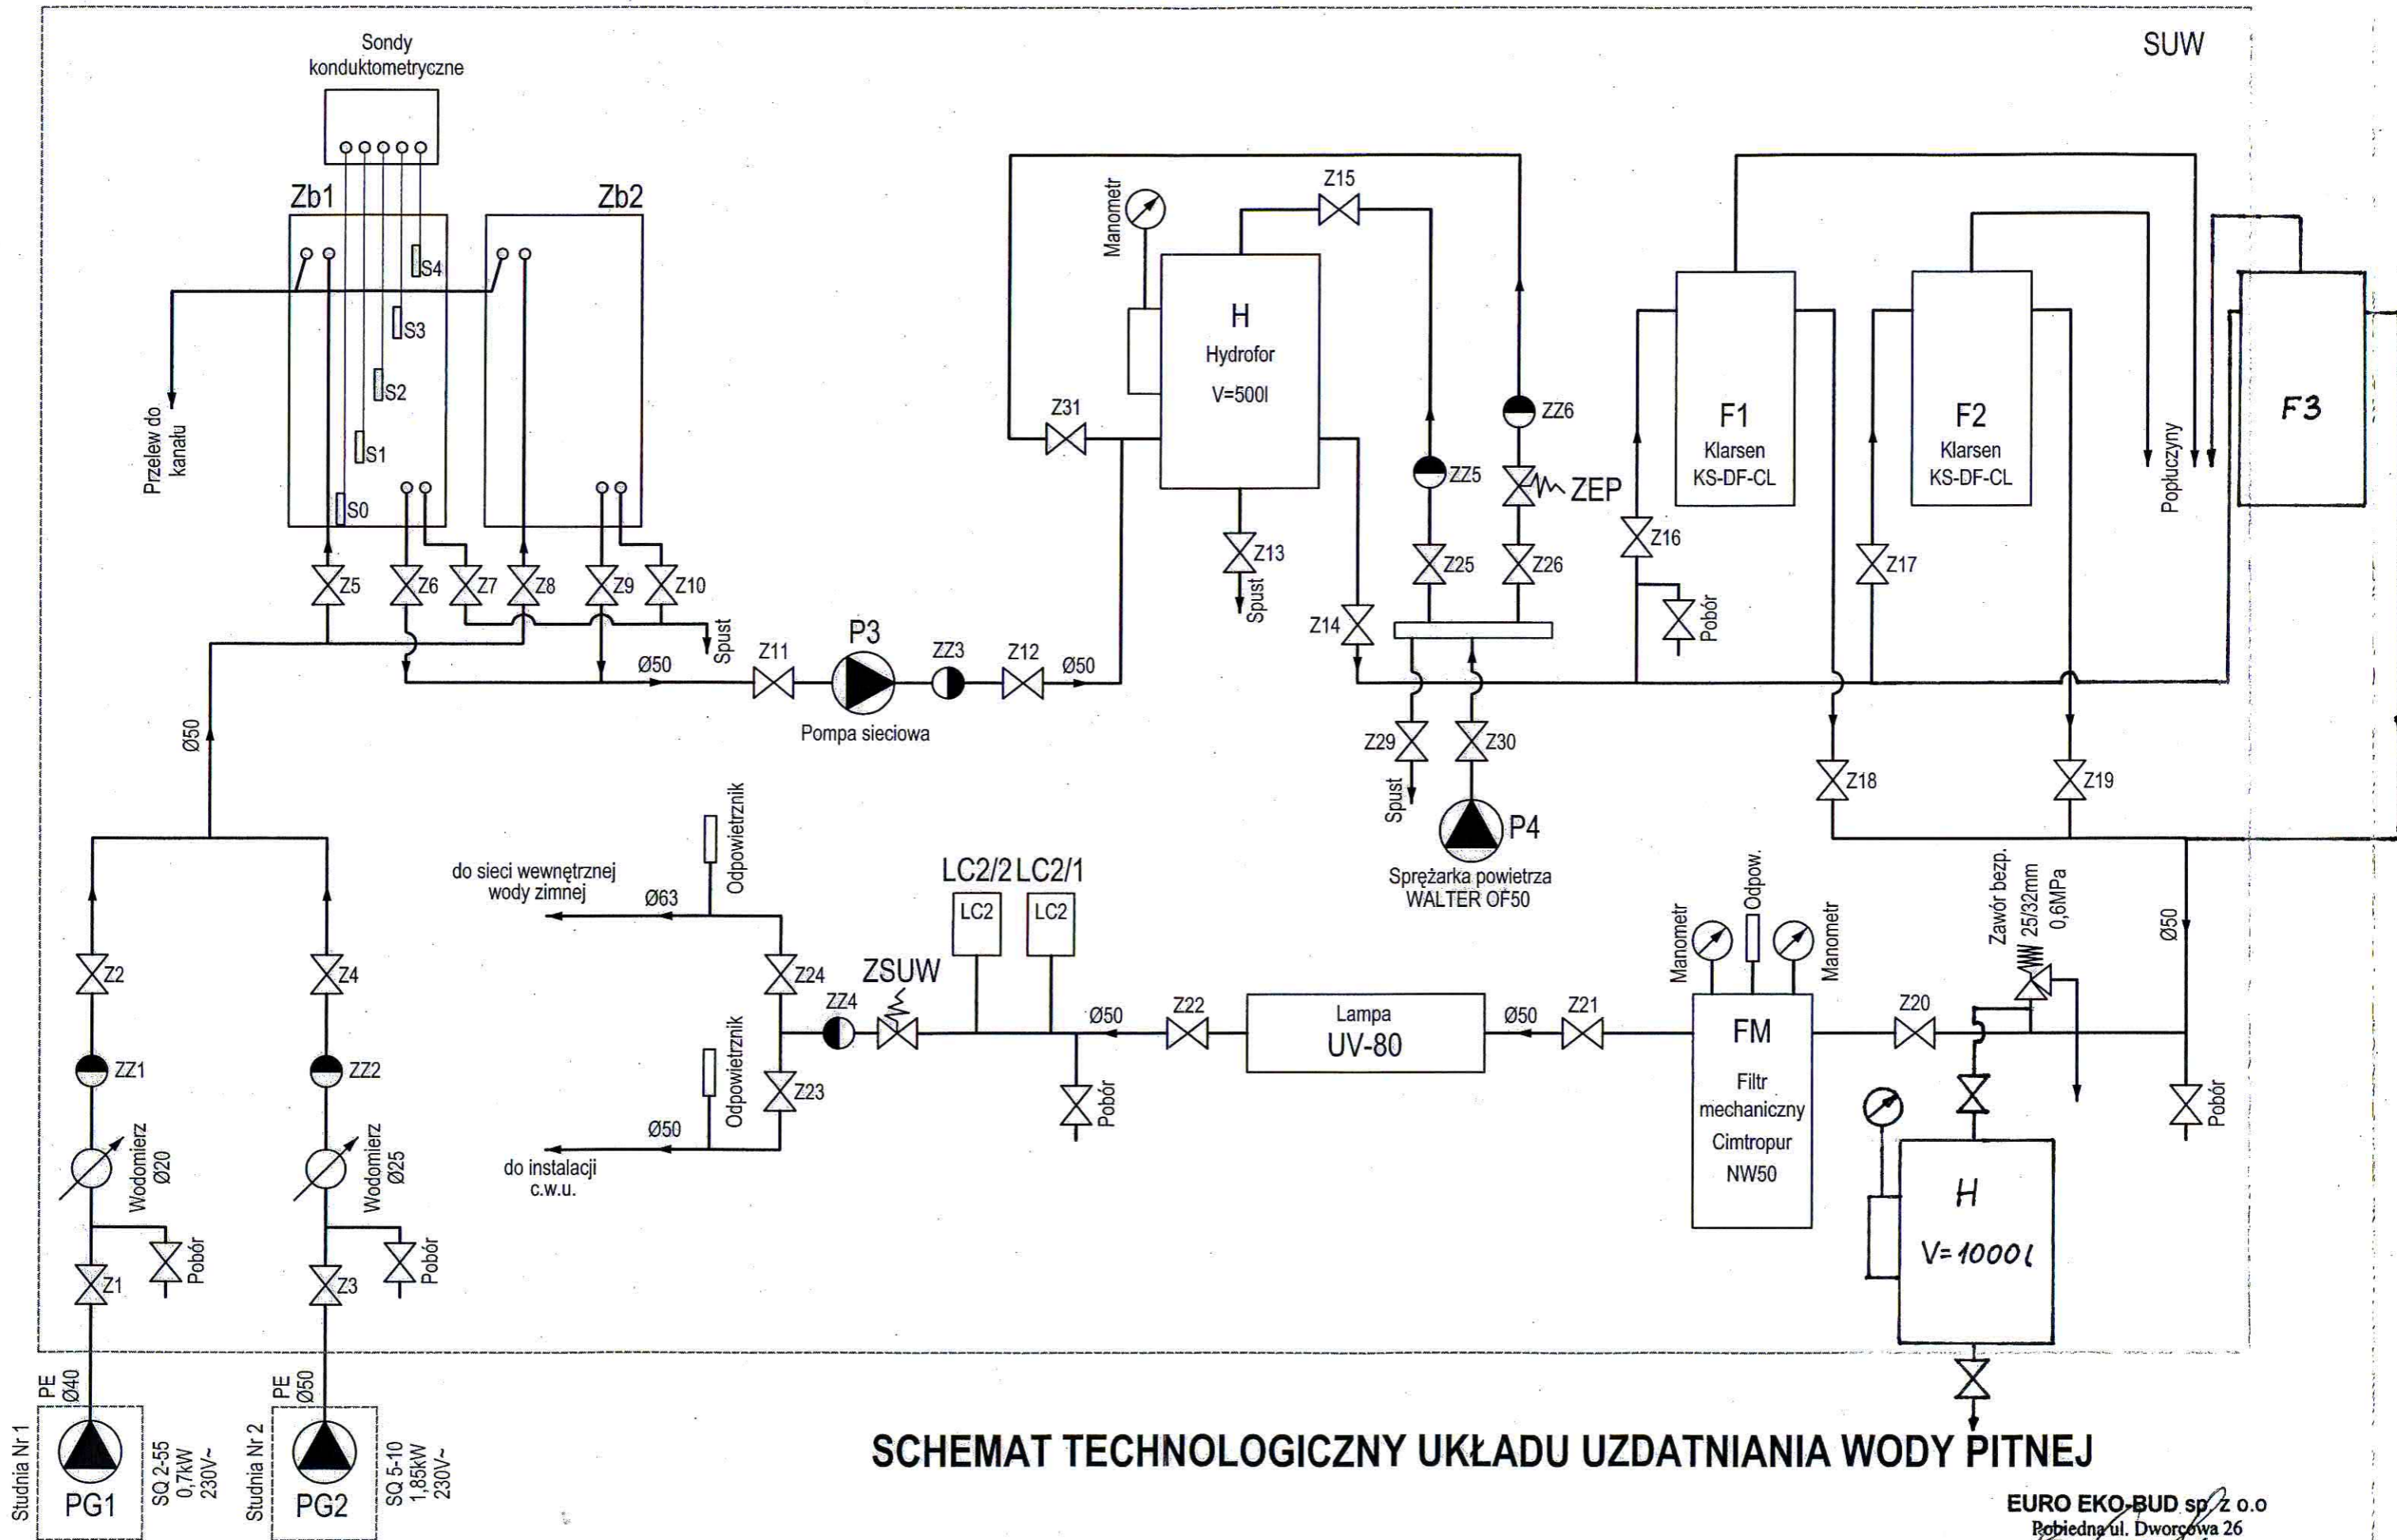 SUW
Sondy
konduktometryczne
Zb1
Zb2
S4
S3
S2
S1
S0
Przelew do
kanału
Z5
Z6
Z7
Z8
Z9
Z10
Spust
Ø50
Z11
P3
Pompa sieciowa
ZZ3
Z12
Ø50
Ø50
Manometr
Z15
H
Hydrofor
V=500l
Z31
Z13
Spust
Z14
ZZ5
ZZ6
ZEP
Z25
Z26
Z29
Spust
Z30
P4
Sprężarka powietrza
WALTER OF50
F1
Klarsen
KS-DF-CL
F2
Klarsen
KS-DF-CL
F3
Popłuczyny
Z16
Pobór
Z17
Z18
Z19
Ø50
Zawór bezp.
25/32mm
0,6MPa
Z20
Pobór
Manometr
Odpow.
Manometr
FM
Filtr
mechaniczny
Cimtropur
NW50
H
V=1000l
Z21
Ø50
Lampa
UV-80
Z22
Ø50
Pobór
LC2/2
LC2/1
LC2
LC2
ZSUW
ZZ4
Z24
Z23
Odpowietrznik
do sieci wewnętrznej
wody zimnej
Ø63
Odpowietrznik
Ø50
do instalacji
c.w.u.
Z2
Z4
ZZ1
ZZ2
Wodomierz
Ø20
Wodomierz
Ø25
Pobór
Pobór
Z1
Z3
PE
Ø40
PE
Ø50
Studnia Nr 1
PG1
SQ 2-55
0,7kW
230V~
Studnia Nr 2
PG2
SQ 5-10
1,85kW
230V~
SCHEMAT TECHNOLOGICZNY UKŁADU UZDATNIANIA WODY PITNEJ
EURO EKO-BUD sp. z o.o
Pobiedna ul. Dworcowa 26